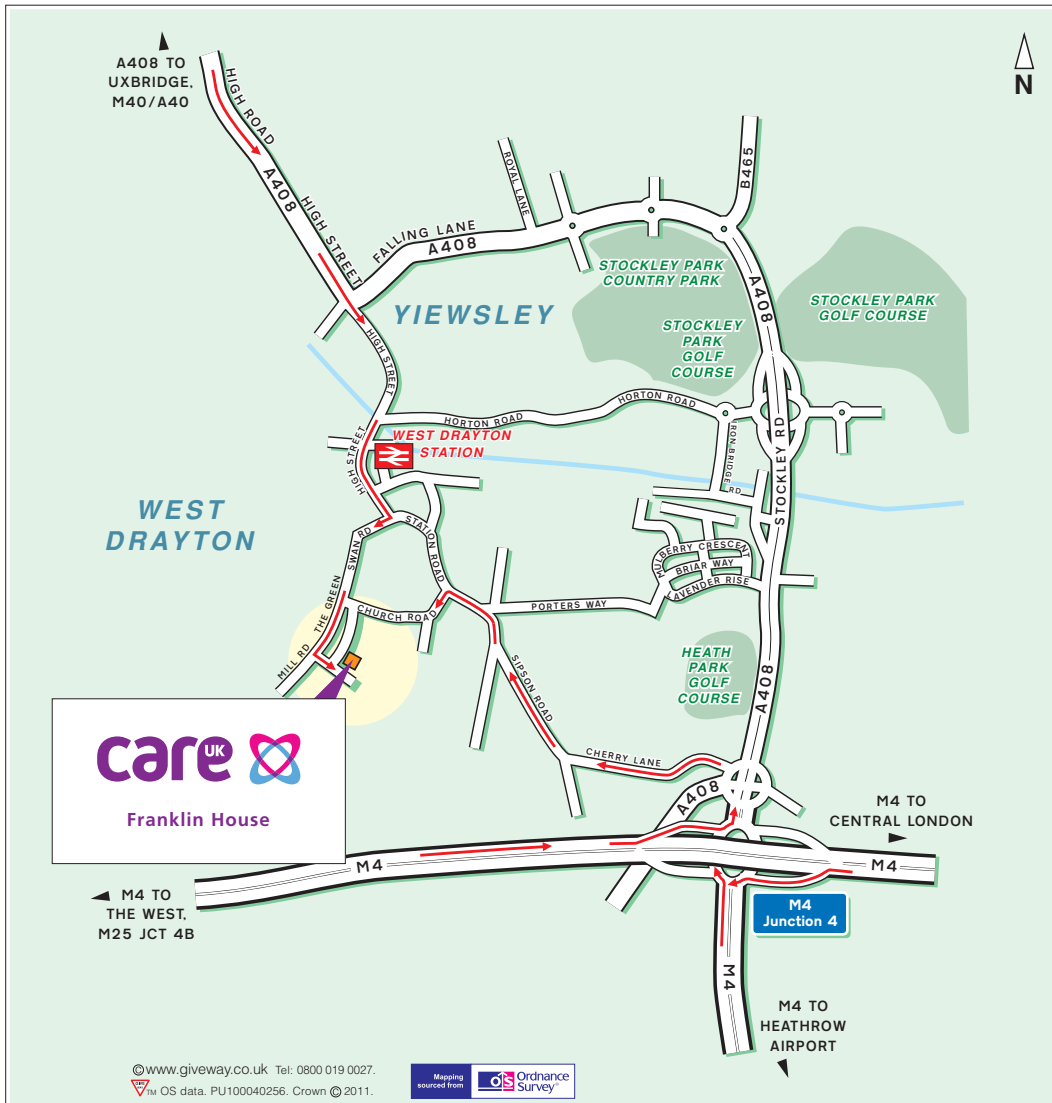 A408 TO
UXBRIDGE,
M40/A40
N
HIGH ROAD
A408
HIGH STREET
FALLING LANE
A408
ROYAL LANE
B465
STOCKLEY PARK
COUNTRY PARK
A408
STOCKLEY PARK
GOLF COURSE
YIEWSLEY
STOCKLEY
PARK
GOLF
COURSE
HIGH STREET
HORTON ROAD
HORTON ROAD
WEST DRAYTON
STATION
HIGH STREET
IRON BRIDGE
RD
STOCKLEY RD
WEST
DRAYTON
SWAN RD
STATION ROAD
MULBERRY CRESCENT
BRIAR WAY
LAVENDER RISE
THE GREEN
CHURCH ROAD
PORTERS WAY
MILL RD
SIPSON ROAD
HEATH
PARK
GOLF
COURSE
A408
care UK
Franklin House
CHERRY LANE
A408
M4 TO
CENTRAL LONDON
M4
M4
M4 TO
THE WEST,
M25 JCT 4B
M4
Junction 4
M4
M4 TO
HEATHROW
AIRPORT
© www.giveway.co.uk Tel: 0800 019 0027.
TM OS data. PU100040256. Crown © 2011.
Mapping
sourced from
OS Ordnance
Survey®